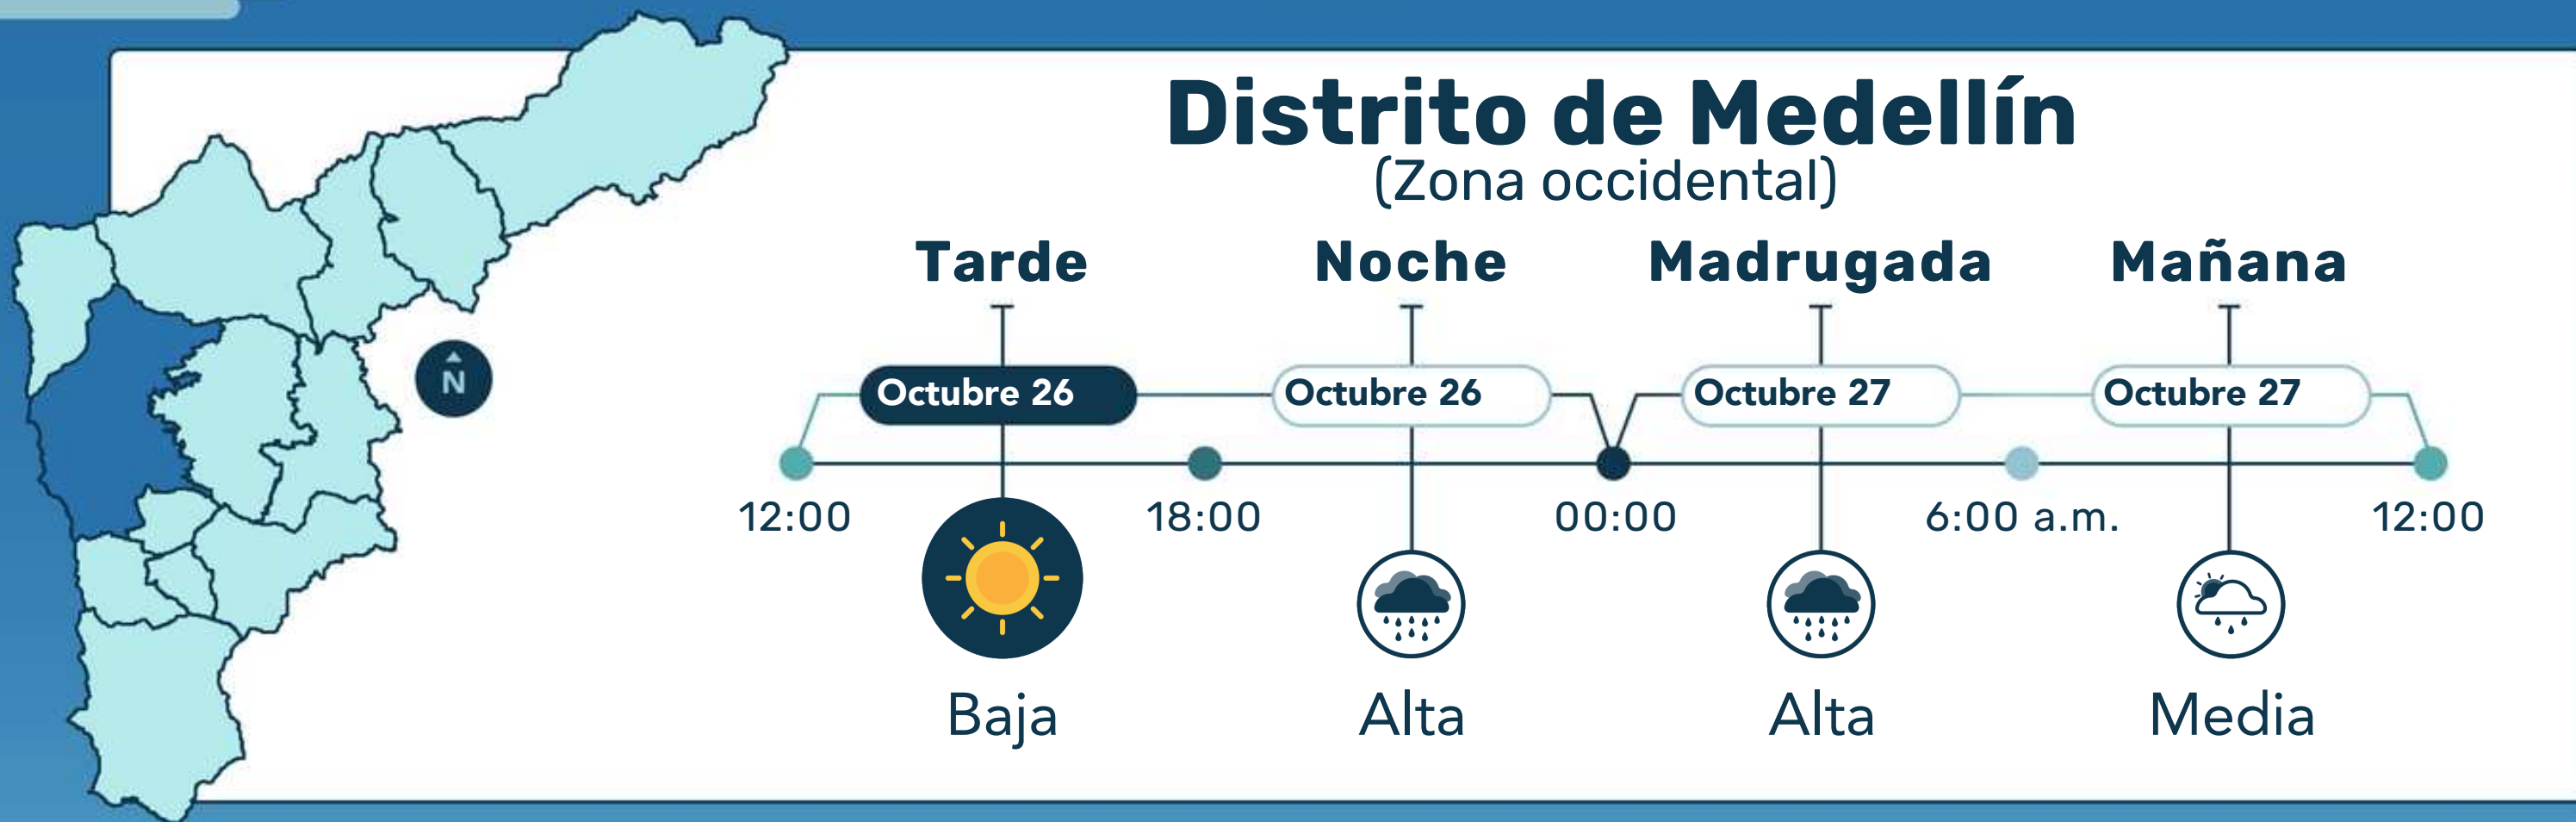 Distrito de Medellín
(Zona occidental)
Tarde Noche Madrugada Mañana
Octubre 26 Octubre 26 Octubre 27 Octubre 27
N
12:00 18:00 00:00 6:00 a.m. 12:00
Baja Alta Alta Media